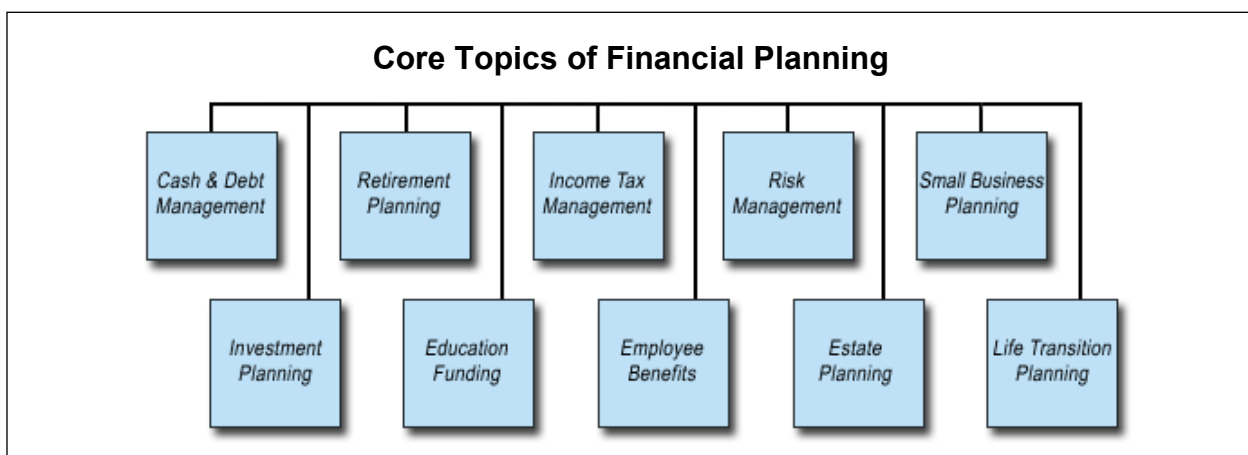 Core Topics of Financial Planning
Cash & Debt
Management
Retirement
Planning
Income Tax
Management
Risk
Management
Small Business
Planning
Investment
Planning
Education
Funding
Employee
Benefits
Estate
Planning
Life Transition
Planning